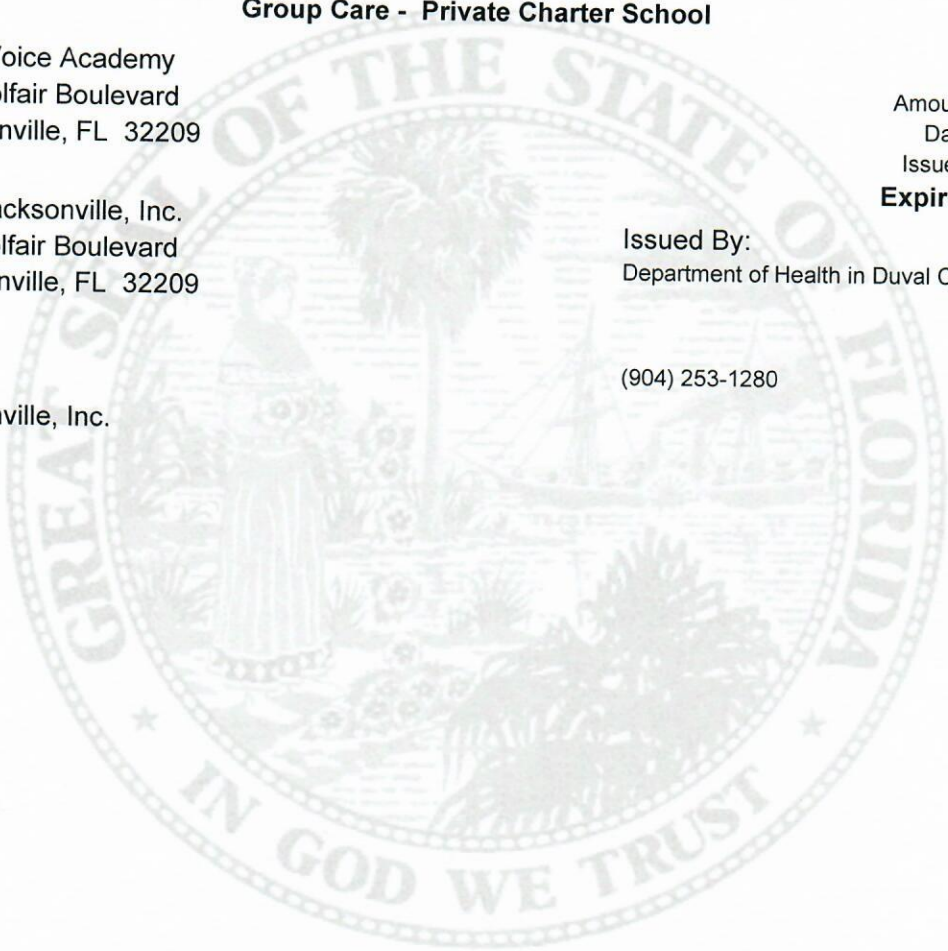 Group Care - Private Charter School
oice Academy
lfair Boulevard
nville, FL 32209
Amou
Da
Issue
Expir
cksonville, Inc.
lfair Boulevard
nville, FL 32209
Issued By:
Department of Health in Duval C
(904) 253-1280
ville, Inc.
GREAT SEAL OF THE STATE OF FLORIDA
IN GOD WE TRUST